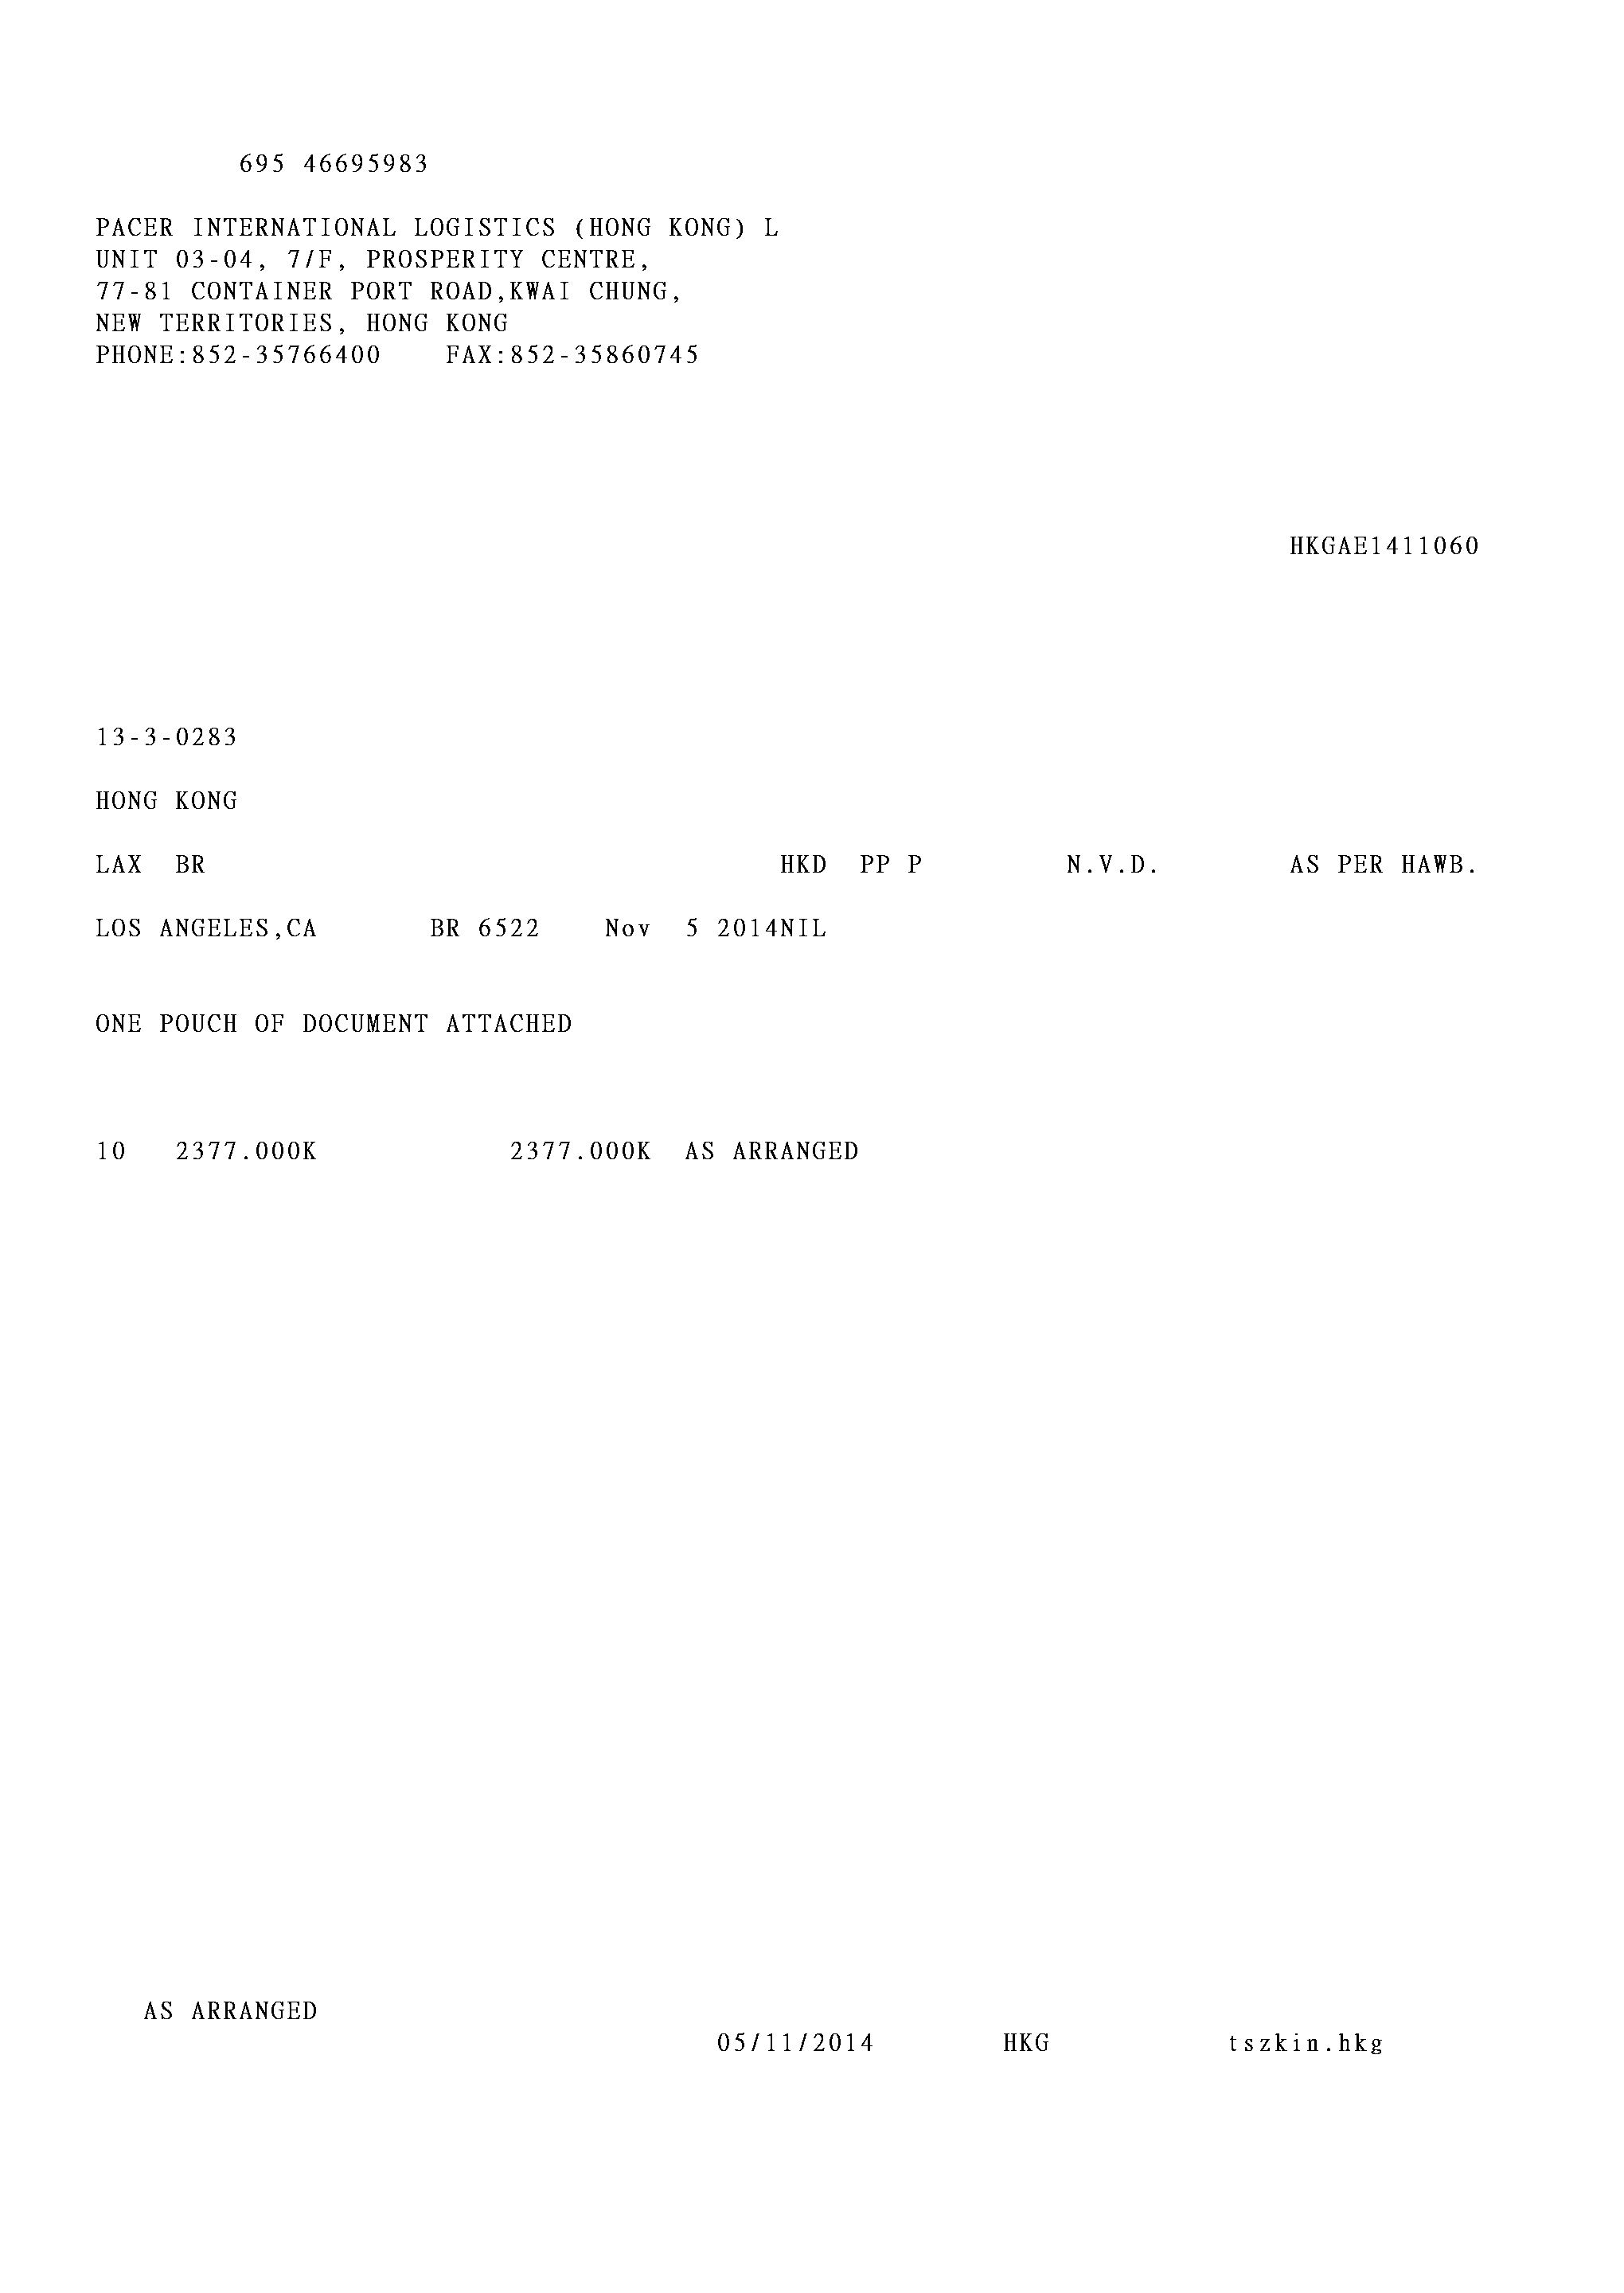 695 46695983
PACER INTERNATIONAL LOGISTICS (HONG KONG) L
UNIT 03-04, 7/F, PROSPERITY CENTRE,
77-81 CONTAINER PORT ROAD,KWAI CHUNG,
NEW TERRITORIES, HONG KONG
PHONE:852-35766400    FAX:852-35860745
HKGAE1411060
13-3-0283
HONG KONG
LAX  BR    HKD  PP P    N.V.D.    AS PER HAWB.
LOS ANGELES,CA    BR 6522    Nov  5 2014NIL
ONE POUCH OF DOCUMENT ATTACHED
10   2377.000K    2377.000K  AS ARRANGED
AS ARRANGED
05/11/2014    HKG    tszkin.hkg